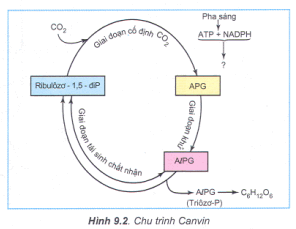 Pha sáng
CO2
Giai đoạn cố định CO2
ATP + NADPH
?
Ribulôzơ - 1,5 - điP
APG
Giai đoạn khử
Giai đoạn tái sinh chất nhận
AlPG
AlPG → C6H12O6
(Triôzơ-P)
Hình 9.2. Chu trình Canvin